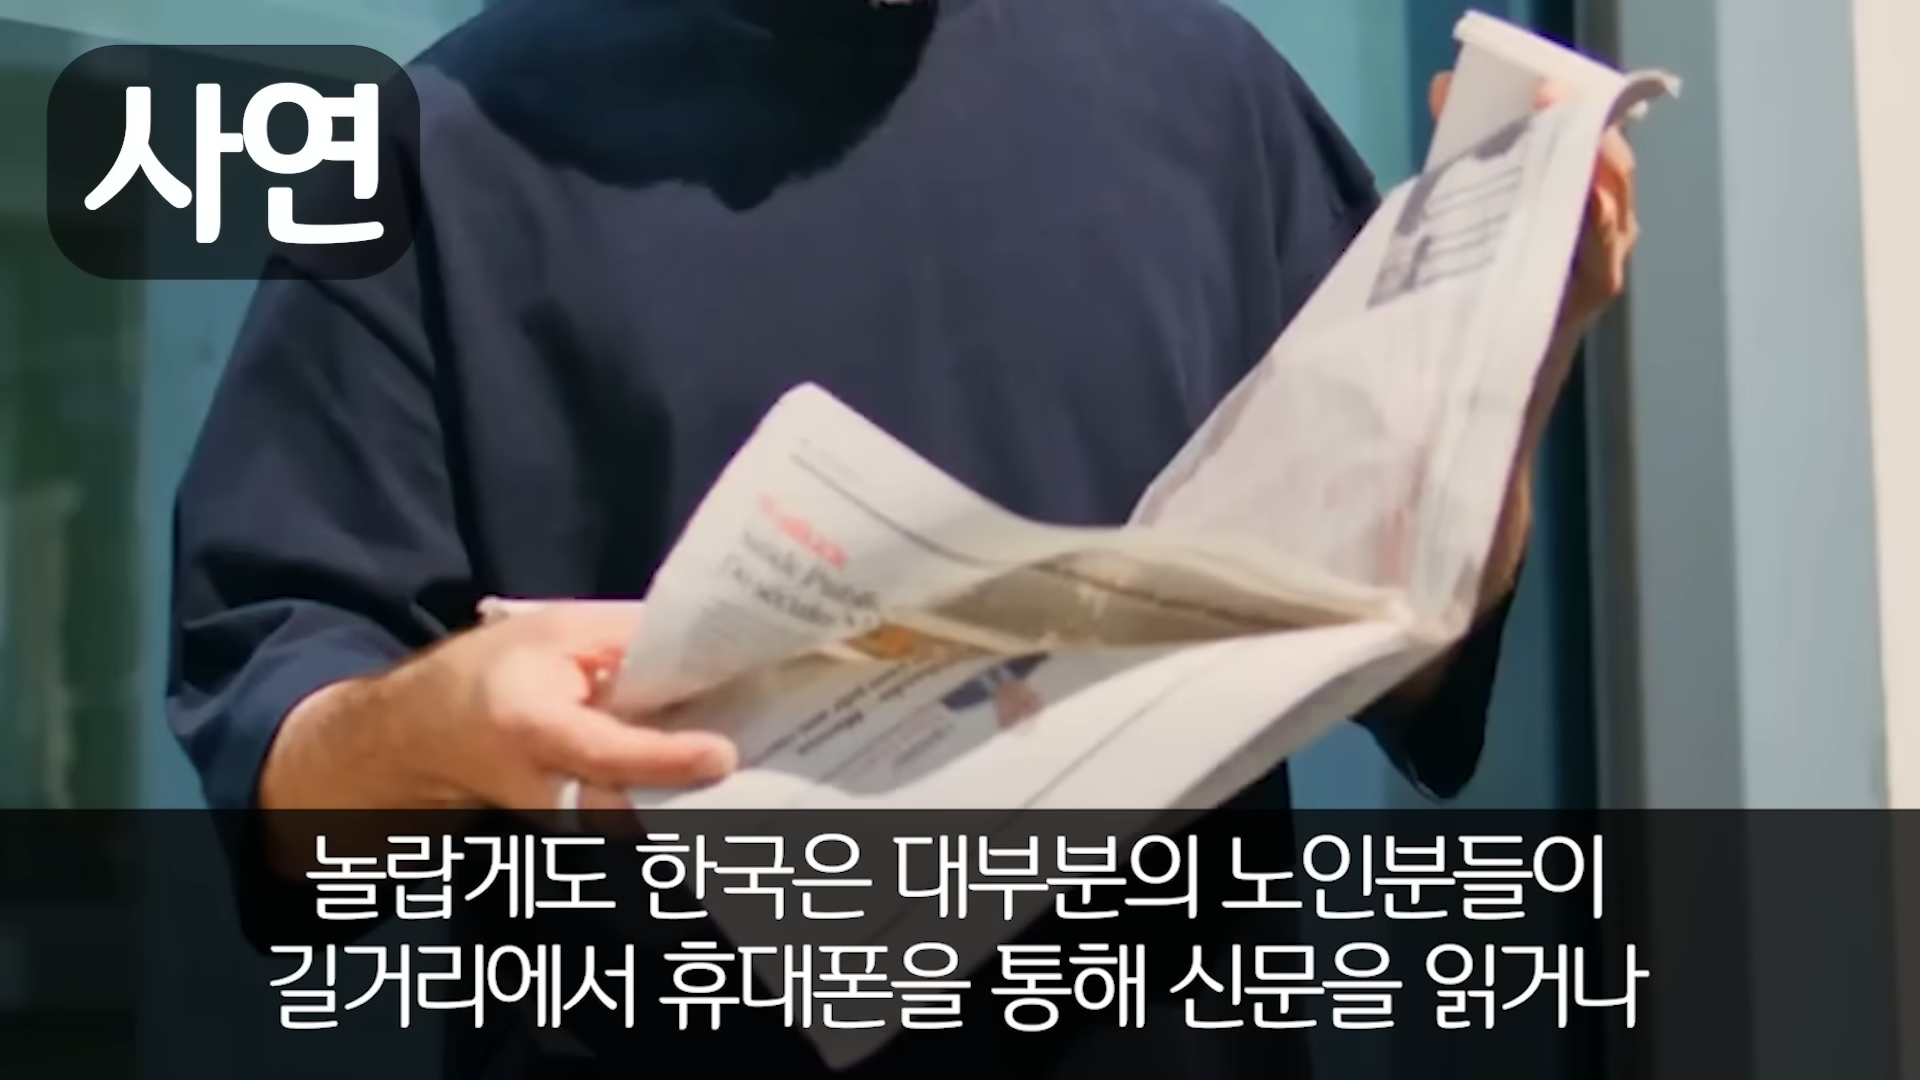 사연
놀랍게도 한국은 대부분의 노인분들이
길거리에서 휴대폰을 통해 신문을 읽거나